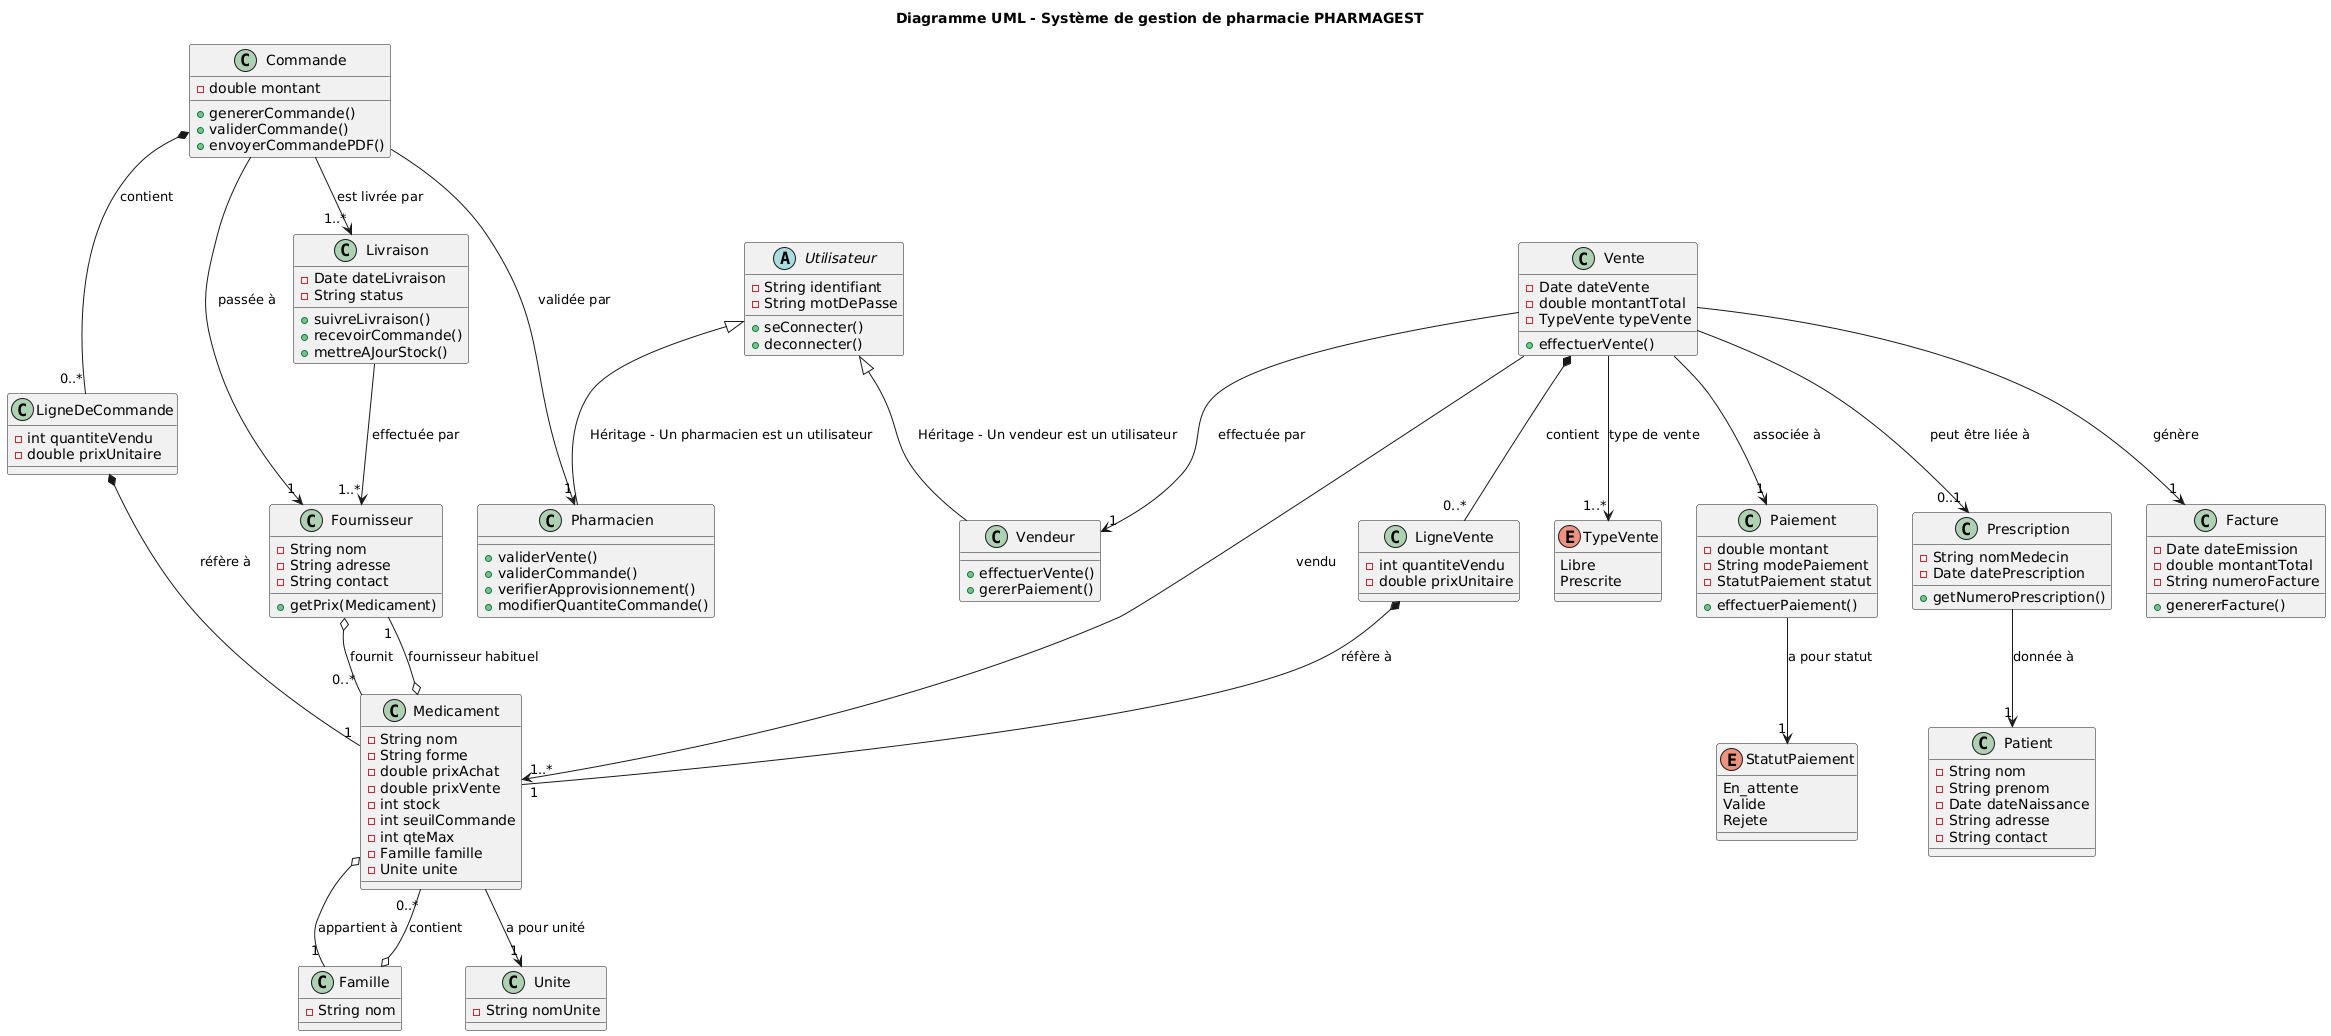 Diagramme UML - Système de gestion de pharmacie PHARMAGEST
C Commande
double montant
genererCommande()
validerCommande()
envoyerCommandePDF()
contient
0..*
passée à
1
est livrée par
1..*
validée par
1
C Livraison
Date dateLivraison
String status
suivreLivraison()
recevoirCommande()
mettreAJourStock()
effectuée par
1..*
A Utilisateur
String identifiant
String motDePasse
seConnecter()
deconnecter()
Héritage - Un pharmacien est un utilisateur
Héritage - Un vendeur est un utilisateur
C Vente
Date dateVente
double montantTotal
TypeVente typeVente
effectuerVente()
effectuée par
1
vendu
1..*
contient
0..*
type de vente
1..*
associée à
1
peut être liée à
0..1
génère
1
C LigneDeCommande
int quantiteVendu
double prixUnitaire
réfère à
1
C Fournisseur
String nom
String adresse
String contact
getPrix(Medicament)
fournit
0..*
1
fournisseur habituel
C Pharmacien
validerVente()
validerCommande()
verifierApprovisionnement()
modifierQuantiteCommande()
C Vendeur
effectuerVente()
gererPaiement()
C LigneVente
int quantiteVendu
double prixUnitaire
réfère à
1
E TypeVente
Libre
Prescrite
C Paiement
double montant
String modePaiement
StatutPaiement statut
effectuerPaiement()
a pour statut
1
C Prescription
String nomMedecin
Date datePrescription
getNumeroPrescription()
donnée à
1
C Facture
Date dateEmission
double montantTotal
String numeroFacture
genererFacture()
C Medicament
String nom
String forme
double prixAchat
double prixVente
int stock
int seuilCommande
int qteMax
Famille famille
Unite unite
appartient à
1
0..*
contient
a pour unité
1
E StatutPaiement
En_attente
Valide
Rejete
C Patient
String nom
String prenom
Date dateNaissance
String adresse
String contact
C Famille
String nom
C Unite
String nomUnite